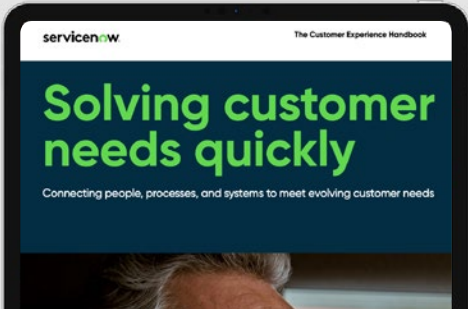 servicenow
The Customer Experience Handbook
Solving customer
needs quickly
Connecting people, processes, and systems to meet evolving customer needs